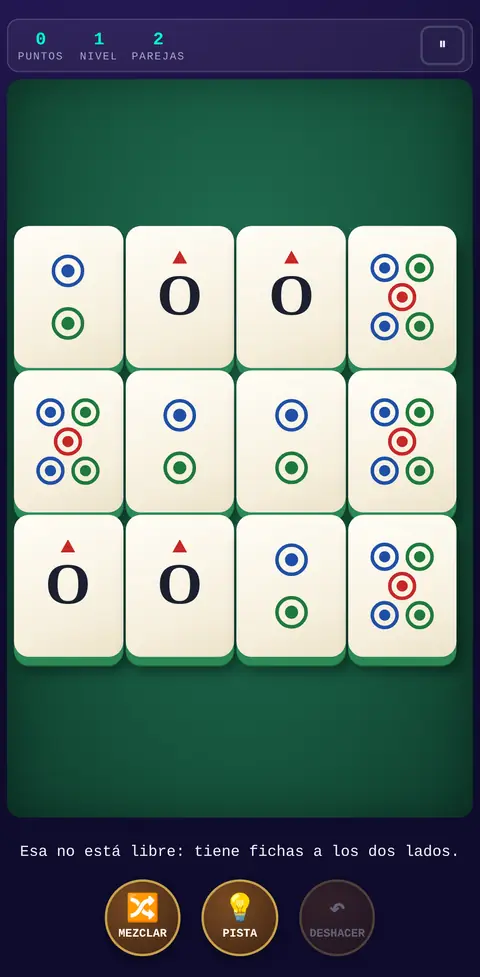 0 1 2
PUNTOS NIVEL PAREJAS
O O
O O
Esa no está libre: tiene fichas a los dos lados.
MEZCLAR PISTA DESHACER